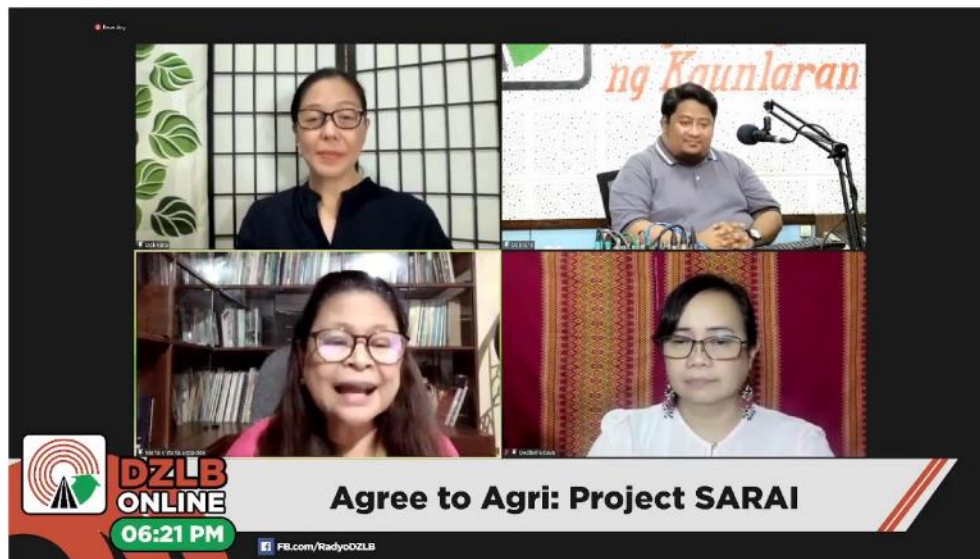 ng Kaunlaran
DZLB
ONLINE
06:21 PM
Agree to Agri: Project SARAI
FB.com/RadyoDZLB